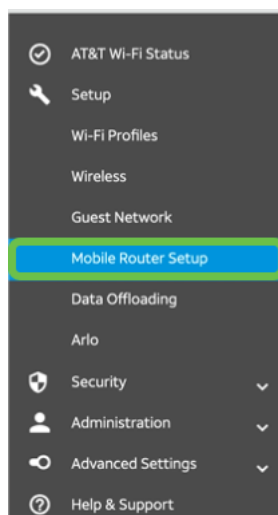 AT&T Wi-Fi Status
Setup
Wi-Fi Profiles
Wireless
Guest Network
Mobile Router Setup
Data Offloading
Arlo
Security
Administration
Advanced Settings
Help & Support